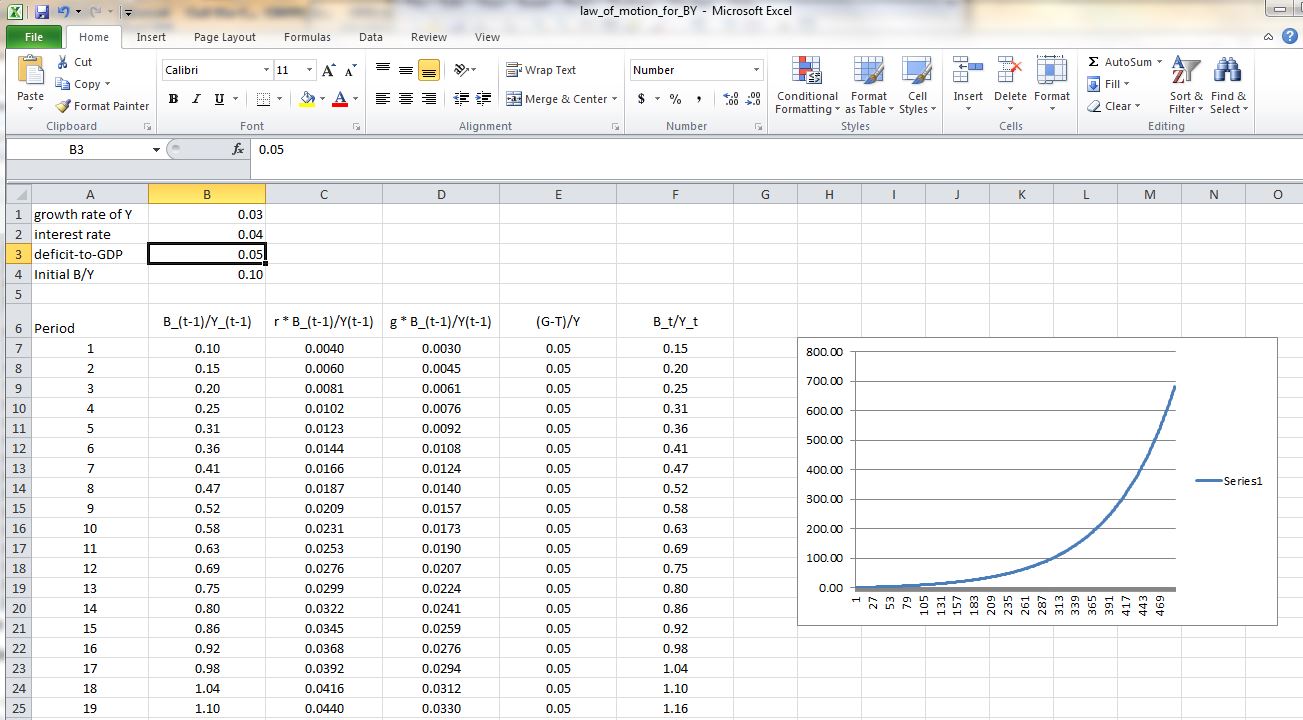 law_of_motion_for_BY - Microsoft Excel
File Home Insert Page Layout Formulas Data Review View
Paste
Cut
Copy
Format Painter
Clipboard
Calibri 11
B I U
Font
Wrap Text
Merge & Center
Alignment
Number
$ % ,
Number
Conditional Formatting
Format as Table
Cell Styles
Styles
Insert Delete Format
Cells
Σ AutoSum
Fill
Clear
Sort & Filter
Find & Select
Editing
B3 fx 0.05
A B C D E F G H I J K L M N O
1 growth rate of Y 0.03
2 interest rate 0.04
3 deficit-to-GDP 0.05
4 Initial B/Y 0.10
5
6 Period B_(t-1)/Y_(t-1) r * B_(t-1)/Y(t-1) g * B_(t-1)/Y(t-1) (G-T)/Y B_t/Y_t
7 1 0.10 0.0040 0.0030 0.05 0.15
8 2 0.15 0.0060 0.0045 0.05 0.20
9 3 0.20 0.0081 0.0061 0.05 0.25
10 4 0.25 0.0102 0.0076 0.05 0.31
11 5 0.31 0.0123 0.0092 0.05 0.36
12 6 0.36 0.0144 0.0108 0.05 0.41
13 7 0.41 0.0166 0.0124 0.05 0.47
14 8 0.47 0.0187 0.0140 0.05 0.52
15 9 0.52 0.0209 0.0157 0.05 0.58
16 10 0.58 0.0231 0.0173 0.05 0.63
17 11 0.63 0.0253 0.0190 0.05 0.69
18 12 0.69 0.0276 0.0207 0.05 0.75
19 13 0.75 0.0299 0.0224 0.05 0.80
20 14 0.80 0.0322 0.0241 0.05 0.86
21 15 0.86 0.0345 0.0259 0.05 0.92
22 16 0.92 0.0368 0.0276 0.05 0.98
23 17 0.98 0.0392 0.0294 0.05 1.04
24 18 1.04 0.0416 0.0312 0.05 1.10
25 19 1.10 0.0440 0.0330 0.05 1.16
800.00
700.00
600.00
500.00
400.00
300.00
200.00
100.00
0.00
1 27 53 79 105 131 157 183 209 235 261 287 313 339 365 391 417 443 469
Series1